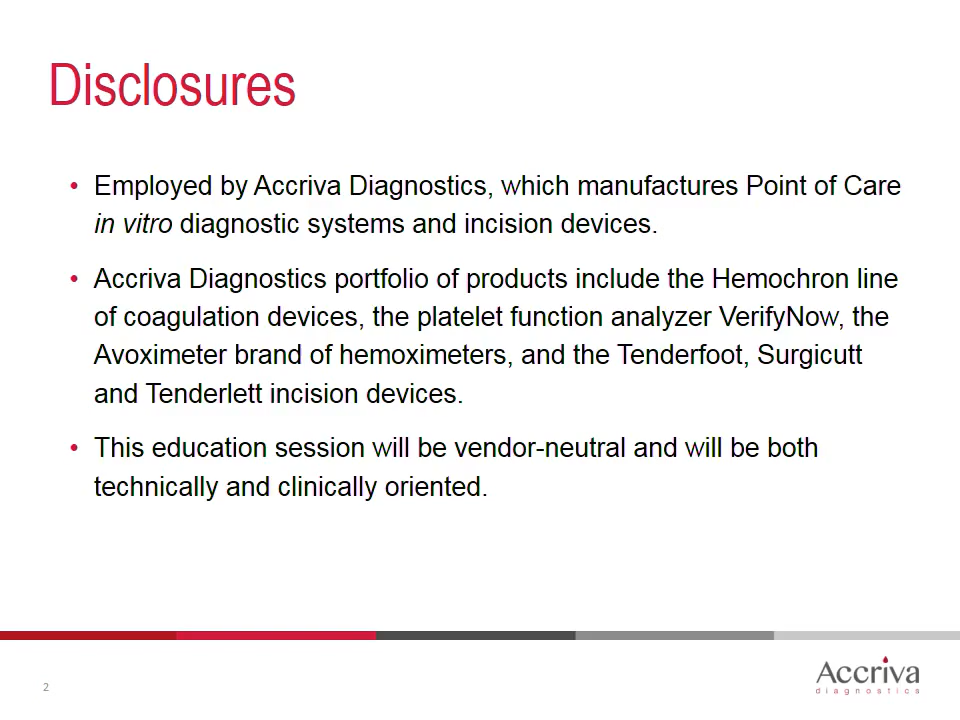 Disclosures
• Employed by Accriva Diagnostics, which manufactures Point of Care
in vitro diagnostic systems and incision devices.
• Accriva Diagnostics portfolio of products include the Hemochron line
of coagulation devices, the platelet function analyzer VerifyNow, the
Avoximeter brand of hemoximeters, and the Tenderfoot, Surgicutt
and Tenderlett incision devices.
• This education session will be vendor-neutral and will be both
technically and clinically oriented.
2
Accriva
diagnostics